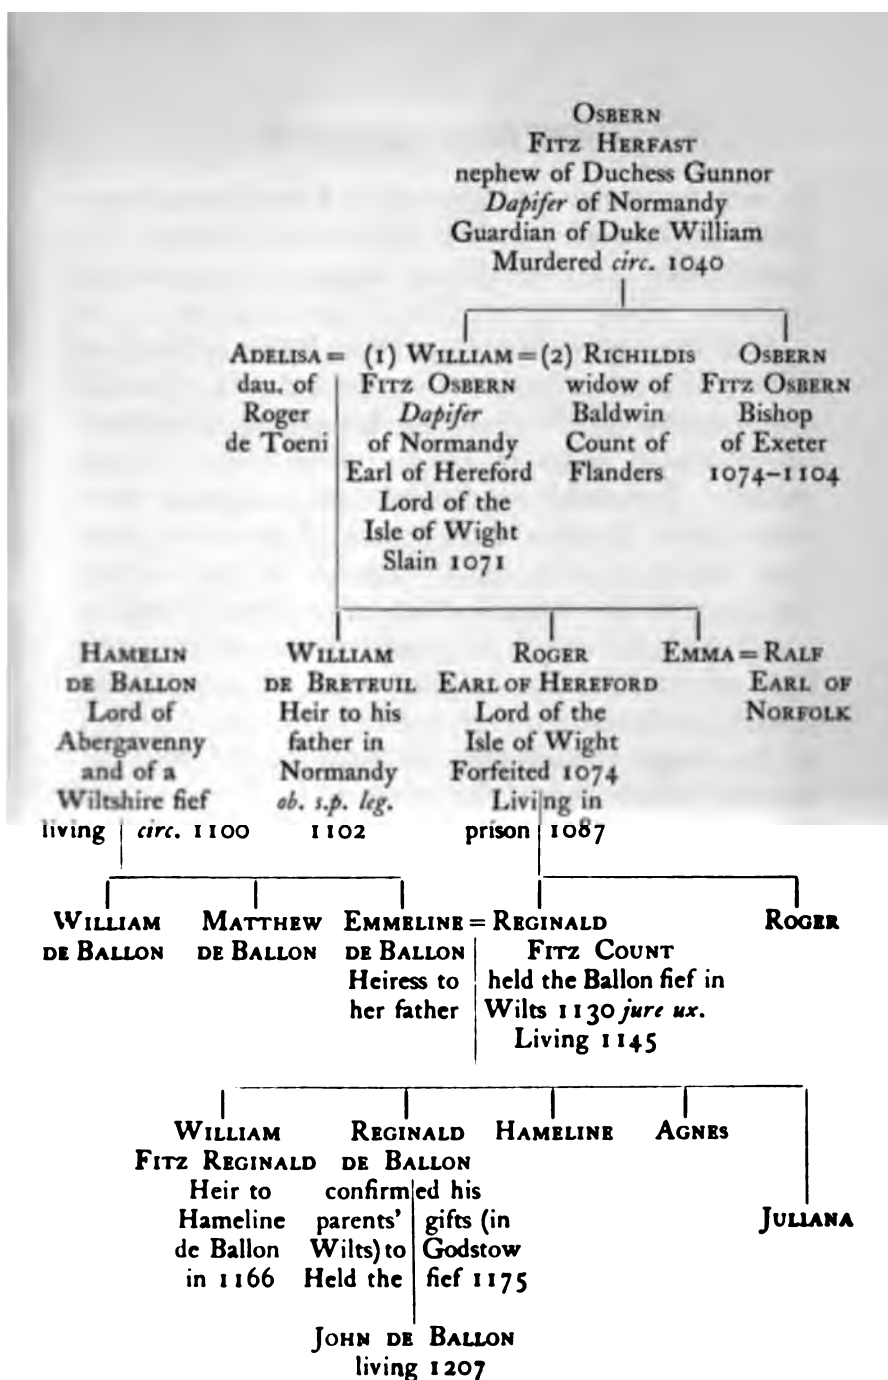 OSBERN
FITZ HERFAST
nephew of Duchess Gunnor
Dapifer of Normandy
Guardian of Duke William
Murdered circ. 1040
ADELISA = (1) WILLIAM = (2) RICHILDIS OSBERN
dau. of FITZ OSBERN widow of FITZ OSBERN
Roger Dapifer Baldwin Bishop
de Toeni of Normandy Count of of Exeter
Earl of Hereford Flanders 1074–1104
Lord of the
Isle of Wight
Slain 1071
HAMELIN WILLIAM ROGER EMMA = RALF
DE BALLON DE BRETEUIL EARL OF HEREFORD EARL OF
Lord of Heir to his Lord of the NORFOLK
Abergavenny father in Isle of Wight
and of a Normandy Forfeited 1074
Wiltshire fief ob. s.p. leg. Living in
living circ. 1100 1102 prison 1087
WILLIAM MATTHEW EMMELINE = REGINALD ROGER
DE BALLON DE BALLON DE BALLON FITZ COUNT
Heiress to held the Ballon fief in
her father Wilts 1130 jure ux.
Living 1145
WILLIAM REGINALD HAMELINE AGNES
FITZ REGINALD DE BALLON
Heir to confirmed his
Hameline parents' gifts (in JULIANA
de Ballon Wilts) to Godstow
in 1166 Held the fief 1175
JOHN DE BALLON
living 1207